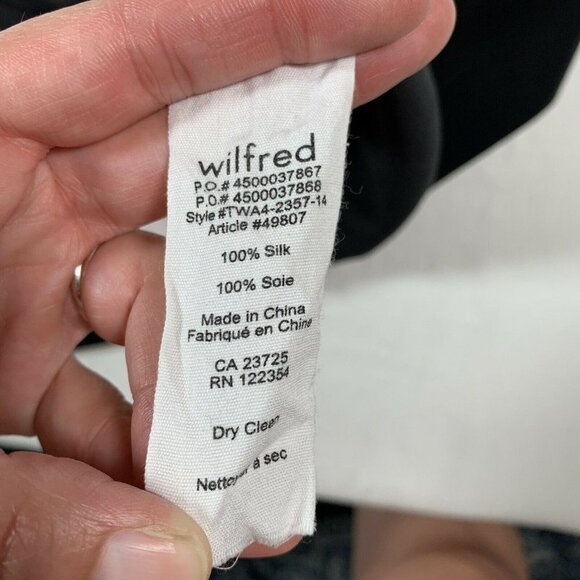 wilfred
P.O.# 4500037867
P.O.# 4500037868
Style #TWA4-2357-14
Article #49807
100% Silk
100% Soie
Made in China
Fabriqué en Chine
CA 23725
RN 122354
Dry Clean
Nettoyer à sec